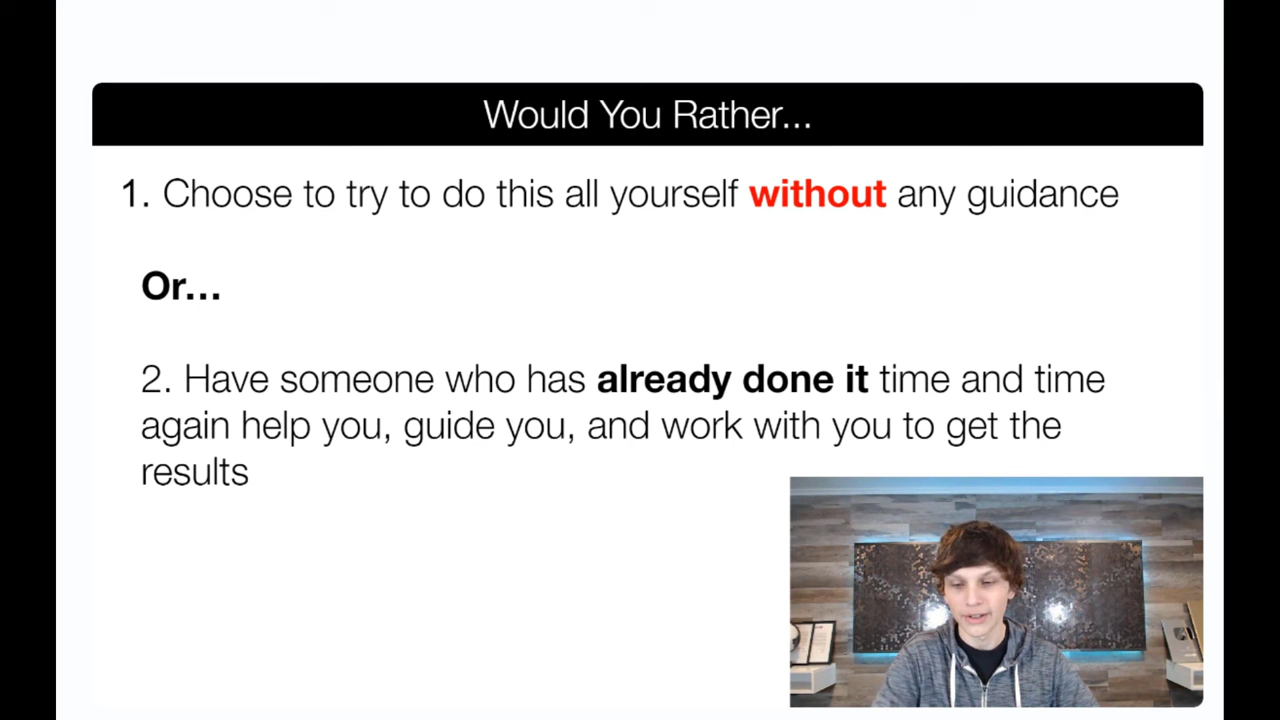 Would You Rather...
1. Choose to try to do this all yourself without any guidance
Or...
2. Have someone who has already done it time and time
again help you, guide you, and work with you to get the
results